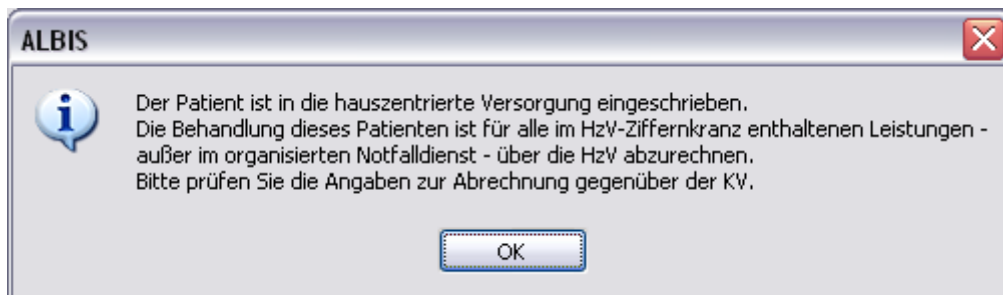 ALBIS
Der Patient ist in die hauszentrierte Versorgung eingeschrieben.
Die Behandlung dieses Patienten ist für alle im HzV-Ziffernkranz enthaltenen Leistungen -
außer im organisierten Notfalldienst - über die HzV abzurechnen.
Bitte prüfen Sie die Angaben zur Abrechnung gegenüber der KV.
OK